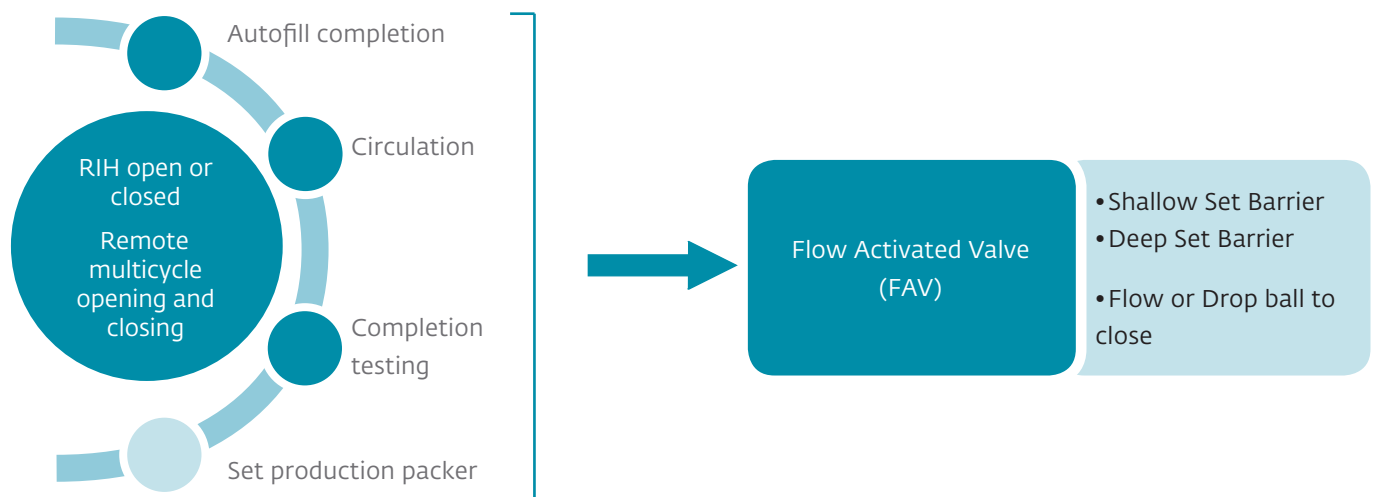 Autofill completion
Circulation
RIH open or
closed
Remote
multicycle
opening and
closing
Completion
testing
Set production packer
Flow Activated Valve
(FAV)
•Shallow Set Barrier
•Deep Set Barrier
•Flow or Drop ball to
close